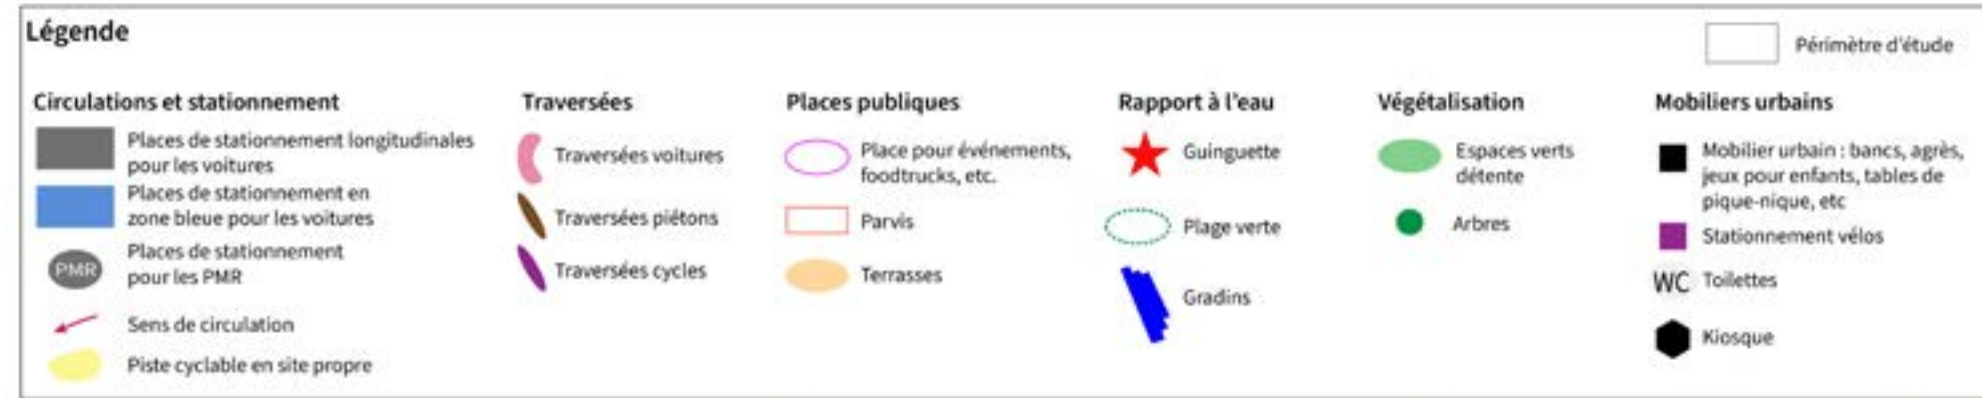 Légende
Périmètre d'étude
Circulations et stationnement
Places de stationnement longitudinales
pour les voitures
Places de stationnement en
zone bleue pour les voitures
PMR
Places de stationnement
pour les PMR
Sens de circulation
Piste cyclable en site propre
Traversées
Traversées voitures
Traversées piétons
Traversées cycles
Places publiques
Place pour événements,
foodtrucks, etc.
Parvis
Terrasses
Rapport à l'eau
Guinguette
Plage verte
Gradins
Végétalisation
Espaces verts
détente
Arbres
Mobiliers urbains
Mobilier urbain : bancs, agrès,
jeux pour enfants, tables de
pique-nique, etc
Stationnement vélos
WC Toilettes
Kiosque